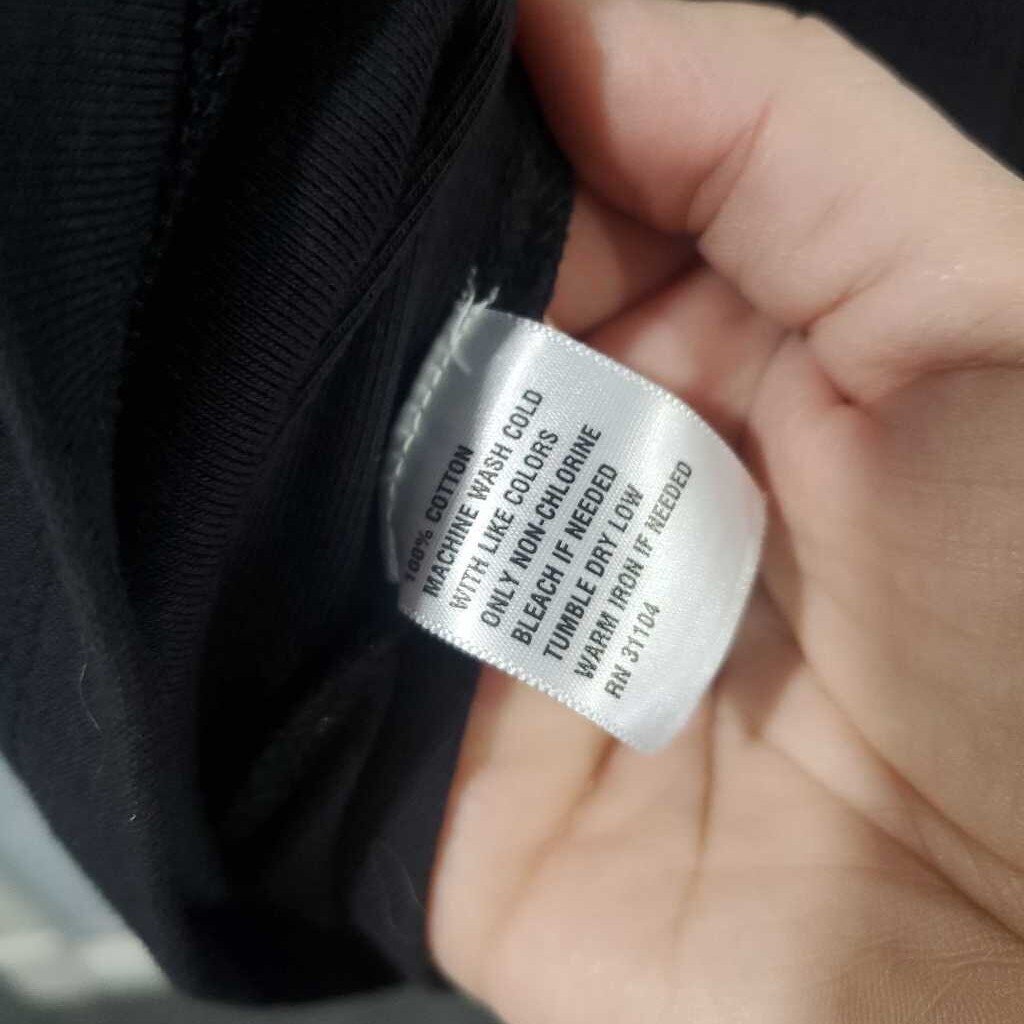 100% COTTON
MACHINE WASH COLD
WITH LIKE COLORS
ONLY NON-CHLORINE
BLEACH IF NEEDED
TUMBLE DRY LOW
WARM IRON IF NEEDED
RN 31104